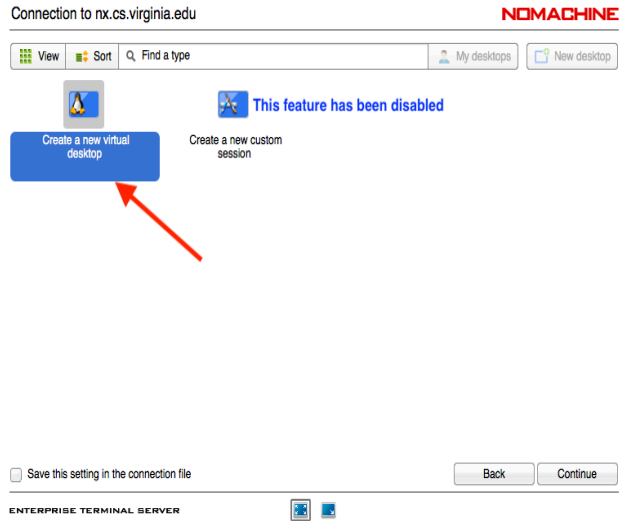 Connection to nx.cs.virginia.edu
NOMACHINE
View
Sort
Find a type
My desktops
New desktop
This feature has been disabled
Create a new virtual
desktop
Create a new custom
session
Save this setting in the connection file
Back
Continue
ENTERPRISE TERMINAL SERVER